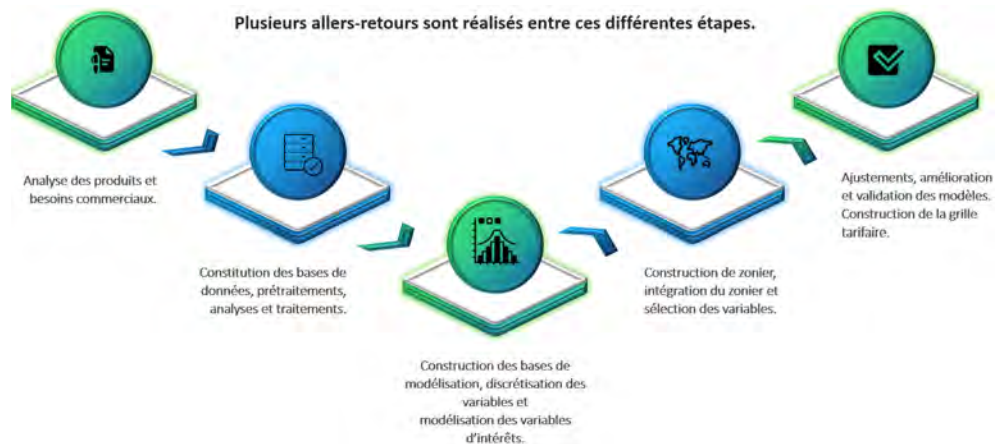 Plusieurs allers-retours sont réalisés entre ces différentes étapes.
Analyse des produits et
besoins commerciaux.
Constitution des bases de
données, prétraitements,
analyses et traitements.
Construction des bases de
modélisation, discrétisation des
variables et
modélisation des variables
d'intérêts.
Construction de zonier,
intégration du zonier et
sélection des variables.
Ajustements, amélioration
et validation des modèles.
Construction de la grille
tarifaire.